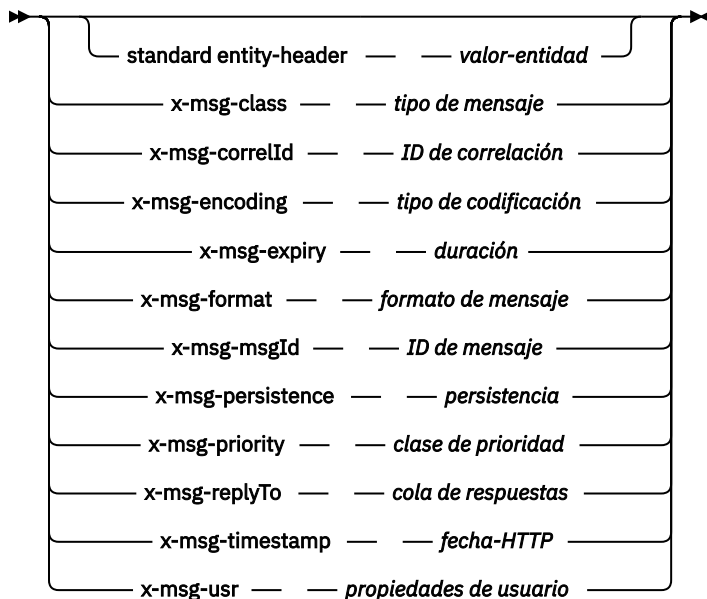 standard entity-header — — valor-entidad
x-msg-class — — tipo de mensaje
x-msg-correlId — — ID de correlación
x-msg-encoding — — tipo de codificación
x-msg-expiry — — duración
x-msg-format — — formato de mensaje
x-msg-msgId — — ID de mensaje
x-msg-persistence — — persistencia
x-msg-priority — — clase de prioridad
x-msg-replyTo — — cola de respuestas
x-msg-timestamp — — fecha-HTTP
x-msg-usr — — propiedades de usuario